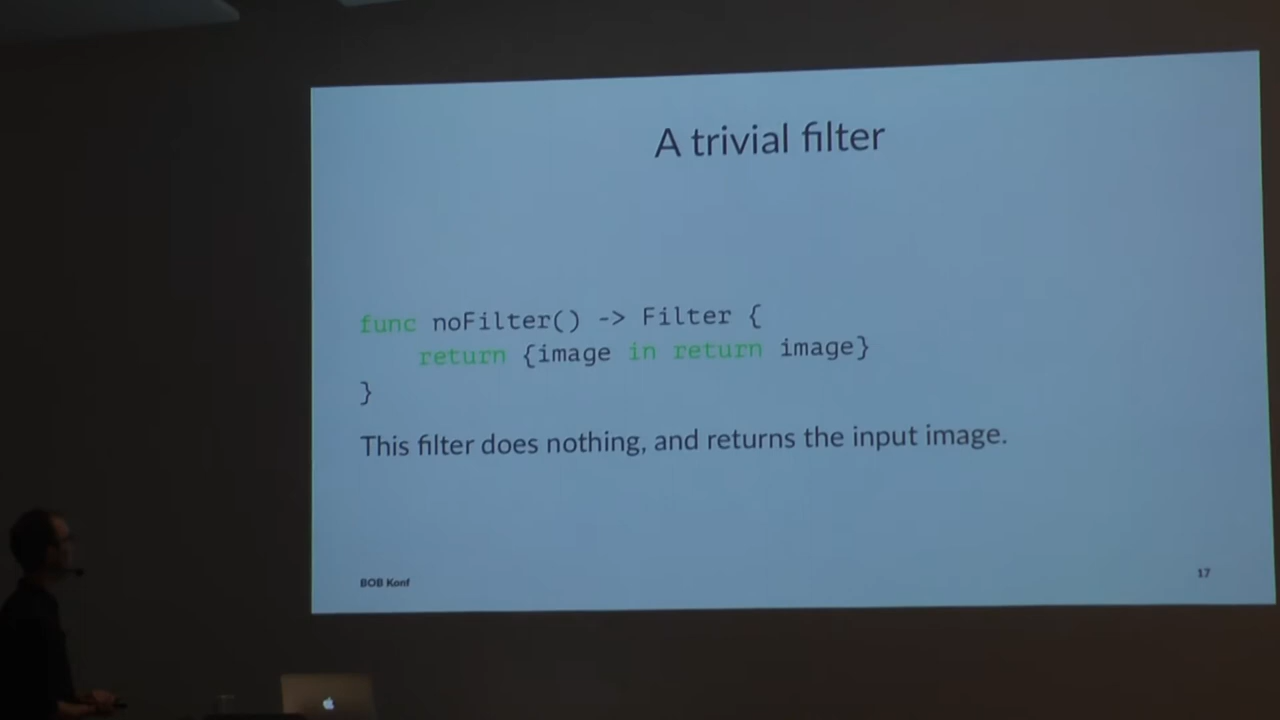 A trivial filter
func noFilter() -> Filter {
    return {image in return image}
}
This filter does nothing, and returns the input image.
BOB Konf
17